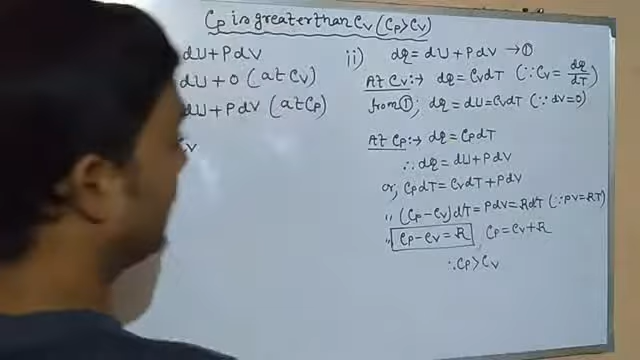 Cp is greater than Cv (Cp>Cv)
dU+PdV
dU+0 (at Cv)
dU+PdV (at Cp)
v
ii) dq = dU+PdV → ①
At Cv:→ dq = CvdT (∵ Cv = dq/dT)
from ①; dq = dU = CvdT (∵ dV=0)
At Cp:→ dq = CpdT
∴ dq = dU+PdV
or, CpdT = CvdT + PdV
" (Cp-Cv)dT = PdV = RdT (∵ PV=RT)
" Cp-Cv = R Cp = Cv+R
∴ Cp > Cv